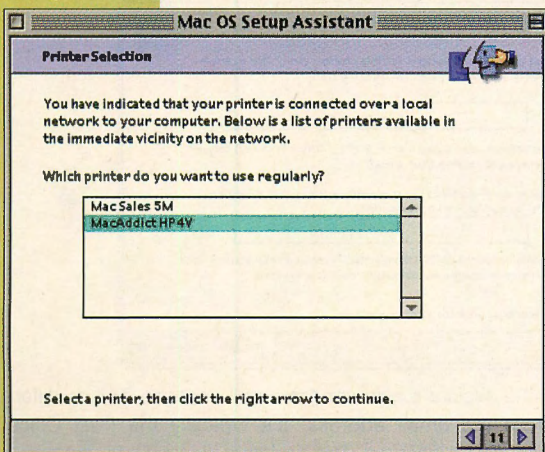 Mac OS Setup Assistant
Printer Selection
You have indicated that your printer is connected over a local
network to your computer. Below is a list of printers available in
the immediate vicinity on the network.
Which printer do you want to use regularly?
Mac Sales 5M
MacAddict HP4V
Select a printer, then click the right arrow to continue.
11